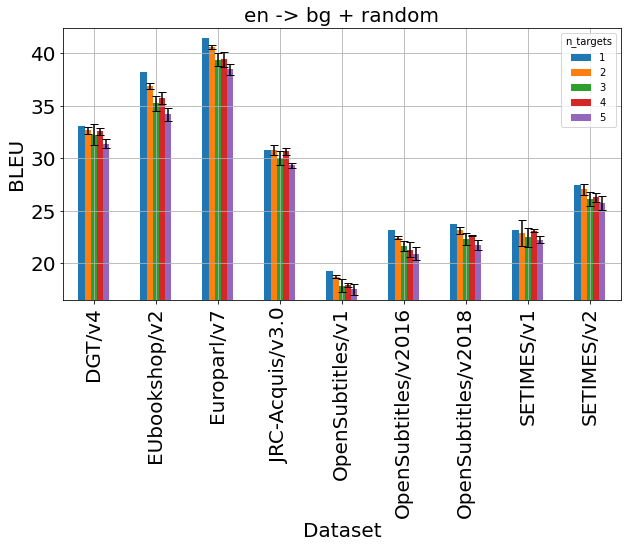 en -> bg + random
BLEU
40
35
30
25
20
n_targets
1
2
3
4
5
DGT/v4
EUbookshop/v2
Europarl/v7
JRC-Acquis/v3.0
OpenSubtitles/v1
OpenSubtitles/v2016
OpenSubtitles/v2018
SETIMES/v1
SETIMES/v2
Dataset